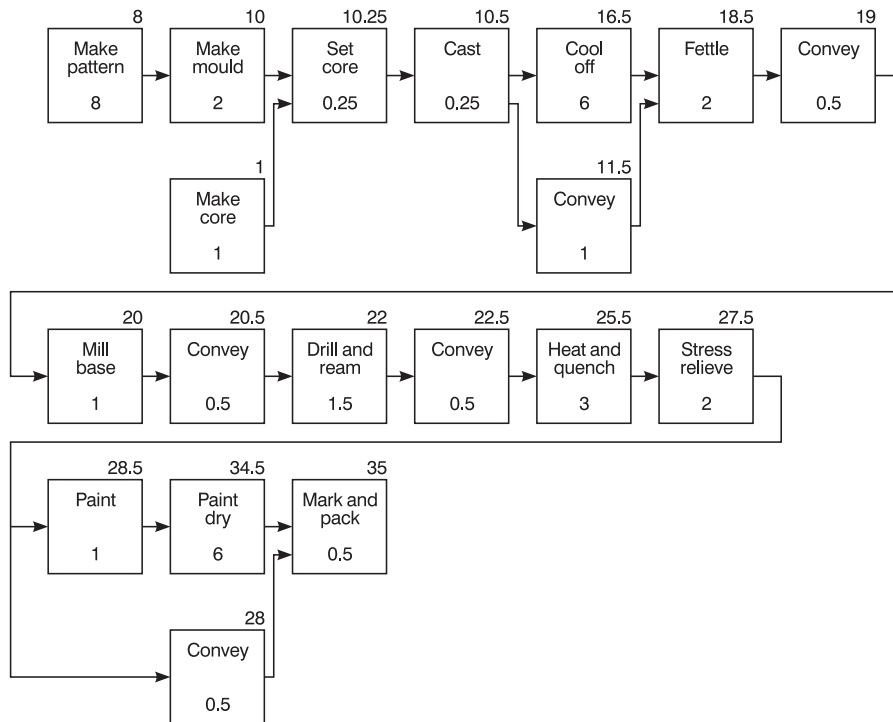 8 10 10.25 10.5 16.5 18.5 19
Make pattern 8
Make mould 2
Set core 0.25
Cast 0.25
Cool off 6
Fettle 2
Convey 0.5
1
Make core 1
11.5
Convey 1
20 20.5 22 22.5 25.5 27.5
Mill base 1
Convey 0.5
Drill and ream 1.5
Convey 0.5
Heat and quench 3
Stress relieve 2
28.5 34.5 35
Paint 1
Paint dry 6
Mark and pack 0.5
28
Convey 0.5